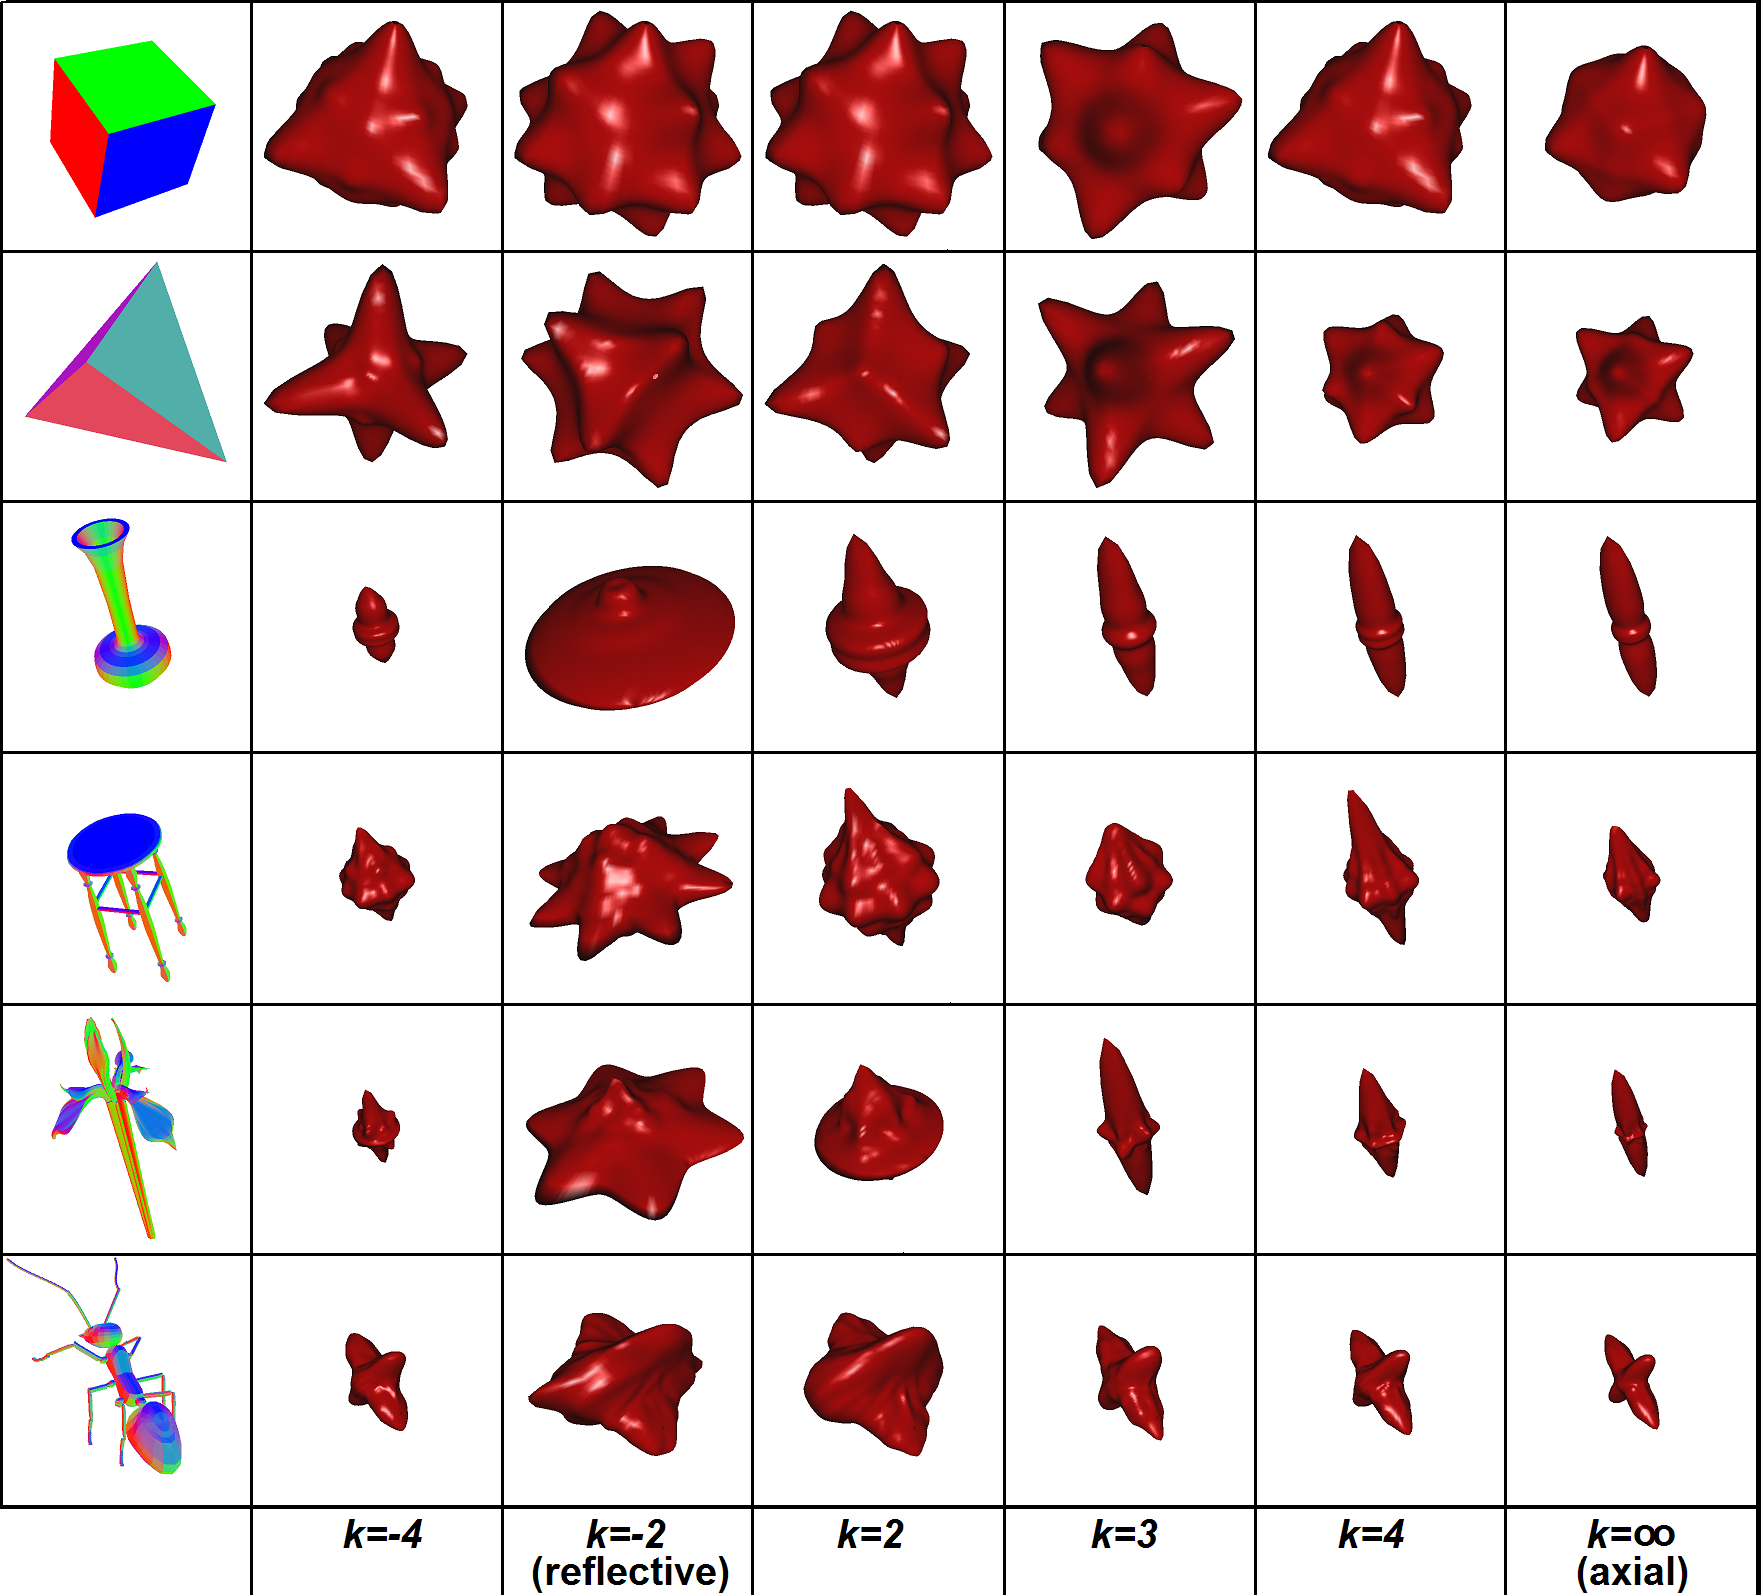 k=-4 k=-2 k=2 k=3 k=4 k=∞
(reflective) (axial)